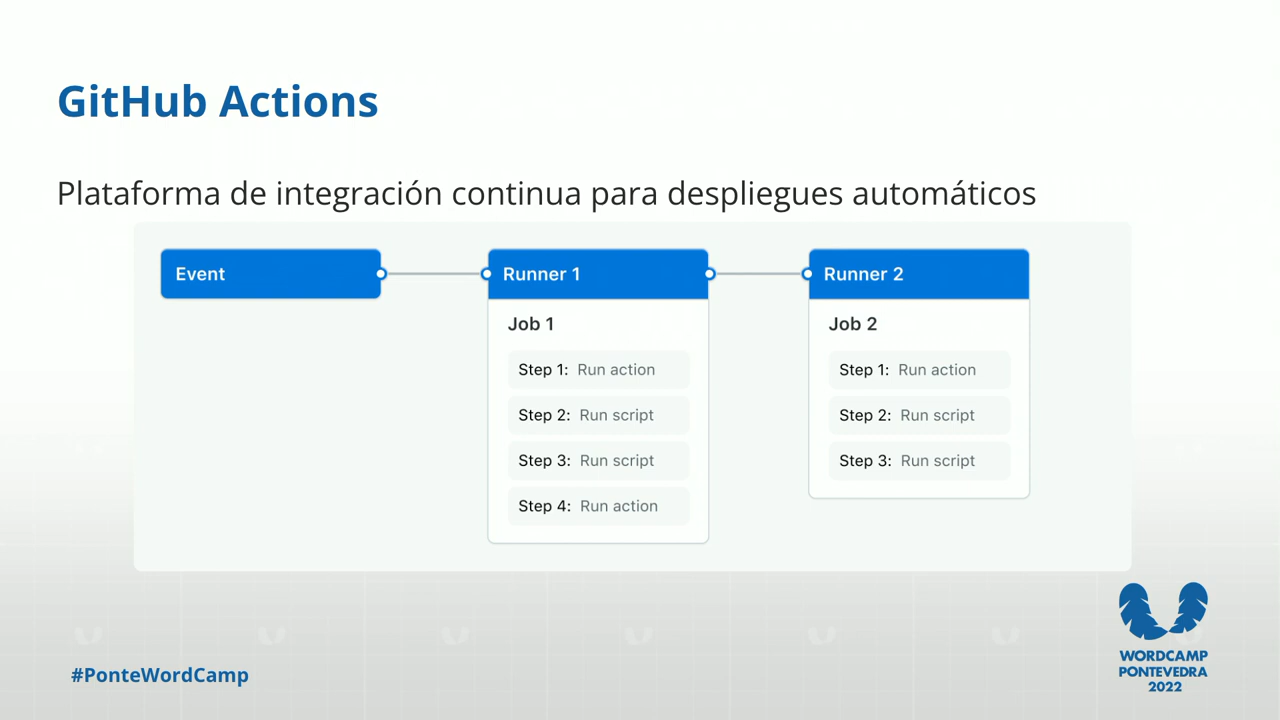 GitHub Actions
Plataforma de integración continua para despliegues automáticos
Event
Runner 1
Job 1
Step 1: Run action
Step 2: Run script
Step 3: Run script
Step 4: Run action
Runner 2
Job 2
Step 1: Run action
Step 2: Run script
Step 3: Run script
#PonteWordCamp
WORDCAMP
PONTEVEDRA
2022